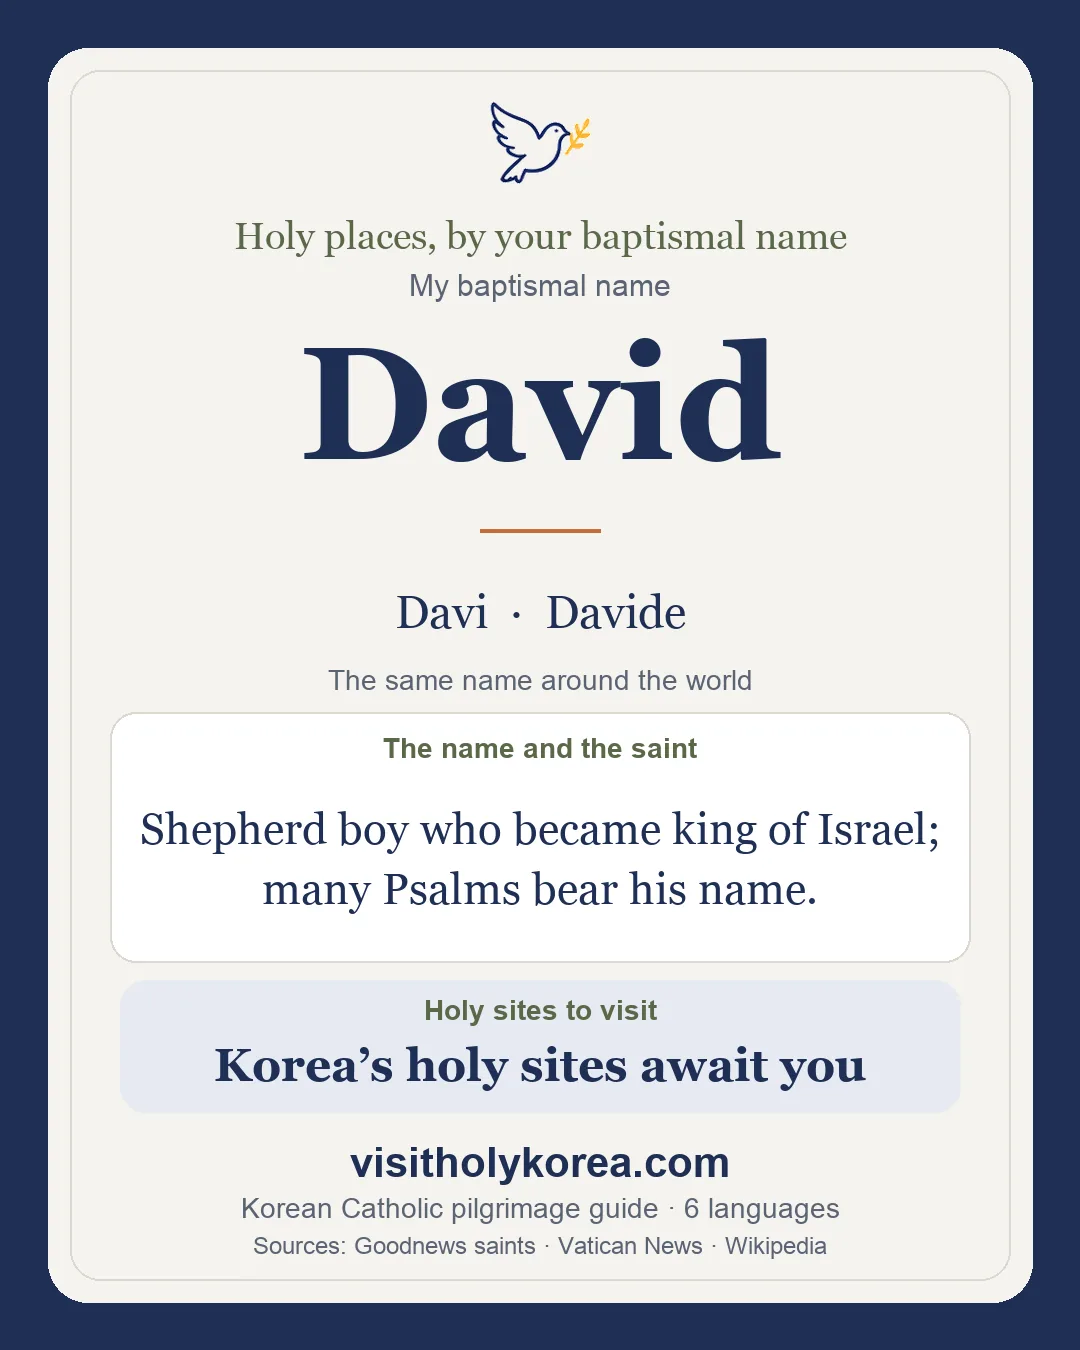 Holy places, by your baptismal name
My baptismal name
David
Davi · Davide
The same name around the world
The name and the saint
Shepherd boy who became king of Israel;
many Psalms bear his name.
Holy sites to visit
Korea’s holy sites await you
visitholykorea.com
Korean Catholic pilgrimage guide · 6 languages
Sources: Goodnews saints · Vatican News · Wikipedia